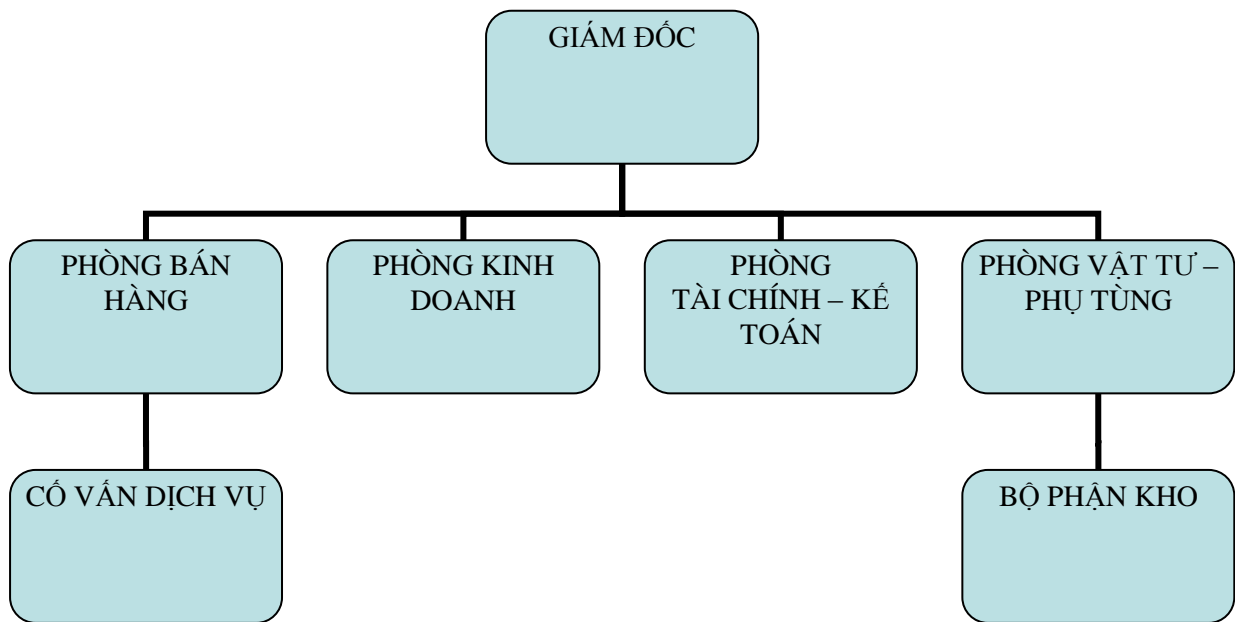 GIÁM ĐỐC
PHÒNG BÁN
HÀNG
PHÒNG KINH
DOANH
PHÒNG
TÀI CHÍNH – KẾ
TOÁN
PHÒNG VẬT TƯ –
PHỤ TÙNG
CỐ VẤN DỊCH VỤ
BỘ PHẬN KHO